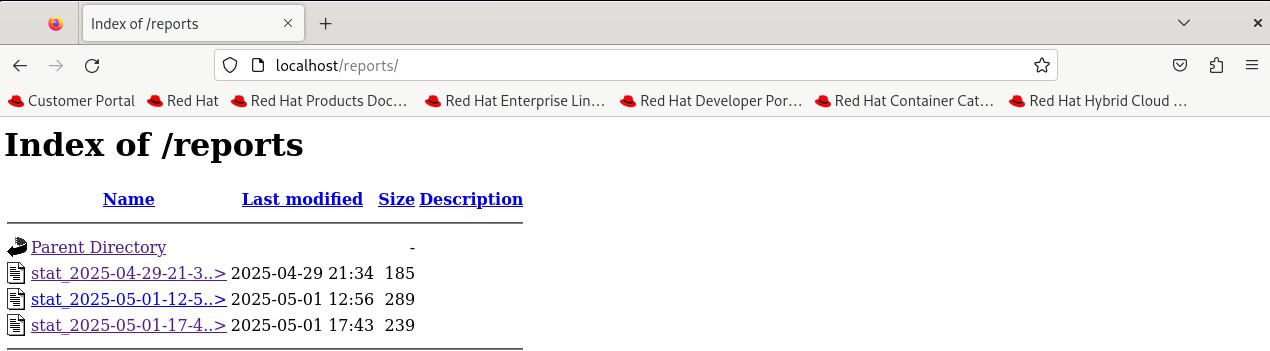 Index of /reports
localhost/reports/
Customer Portal Red Hat Red Hat Products Doc… Red Hat Enterprise Lin… Red Hat Developer Por… Red Hat Container Cat… Red Hat Hybrid Cloud …
Index of /reports
Name Last modified Size Description
Parent Directory -
stat_2025-04-29-21-3..> 2025-04-29 21:34 185
stat_2025-05-01-12-5..> 2025-05-01 12:56 289
stat_2025-05-01-17-4..> 2025-05-01 17:43 239